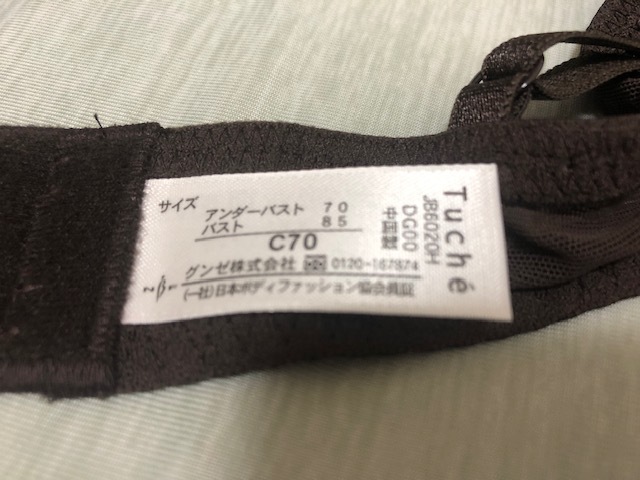 サイズ
アンダーバスト 70
バスト 85
C70
グンゼ株式会社 0120-167874
(一社)日本ボディファッション協会員証
Tuché
JB6020H
DG00
中国製